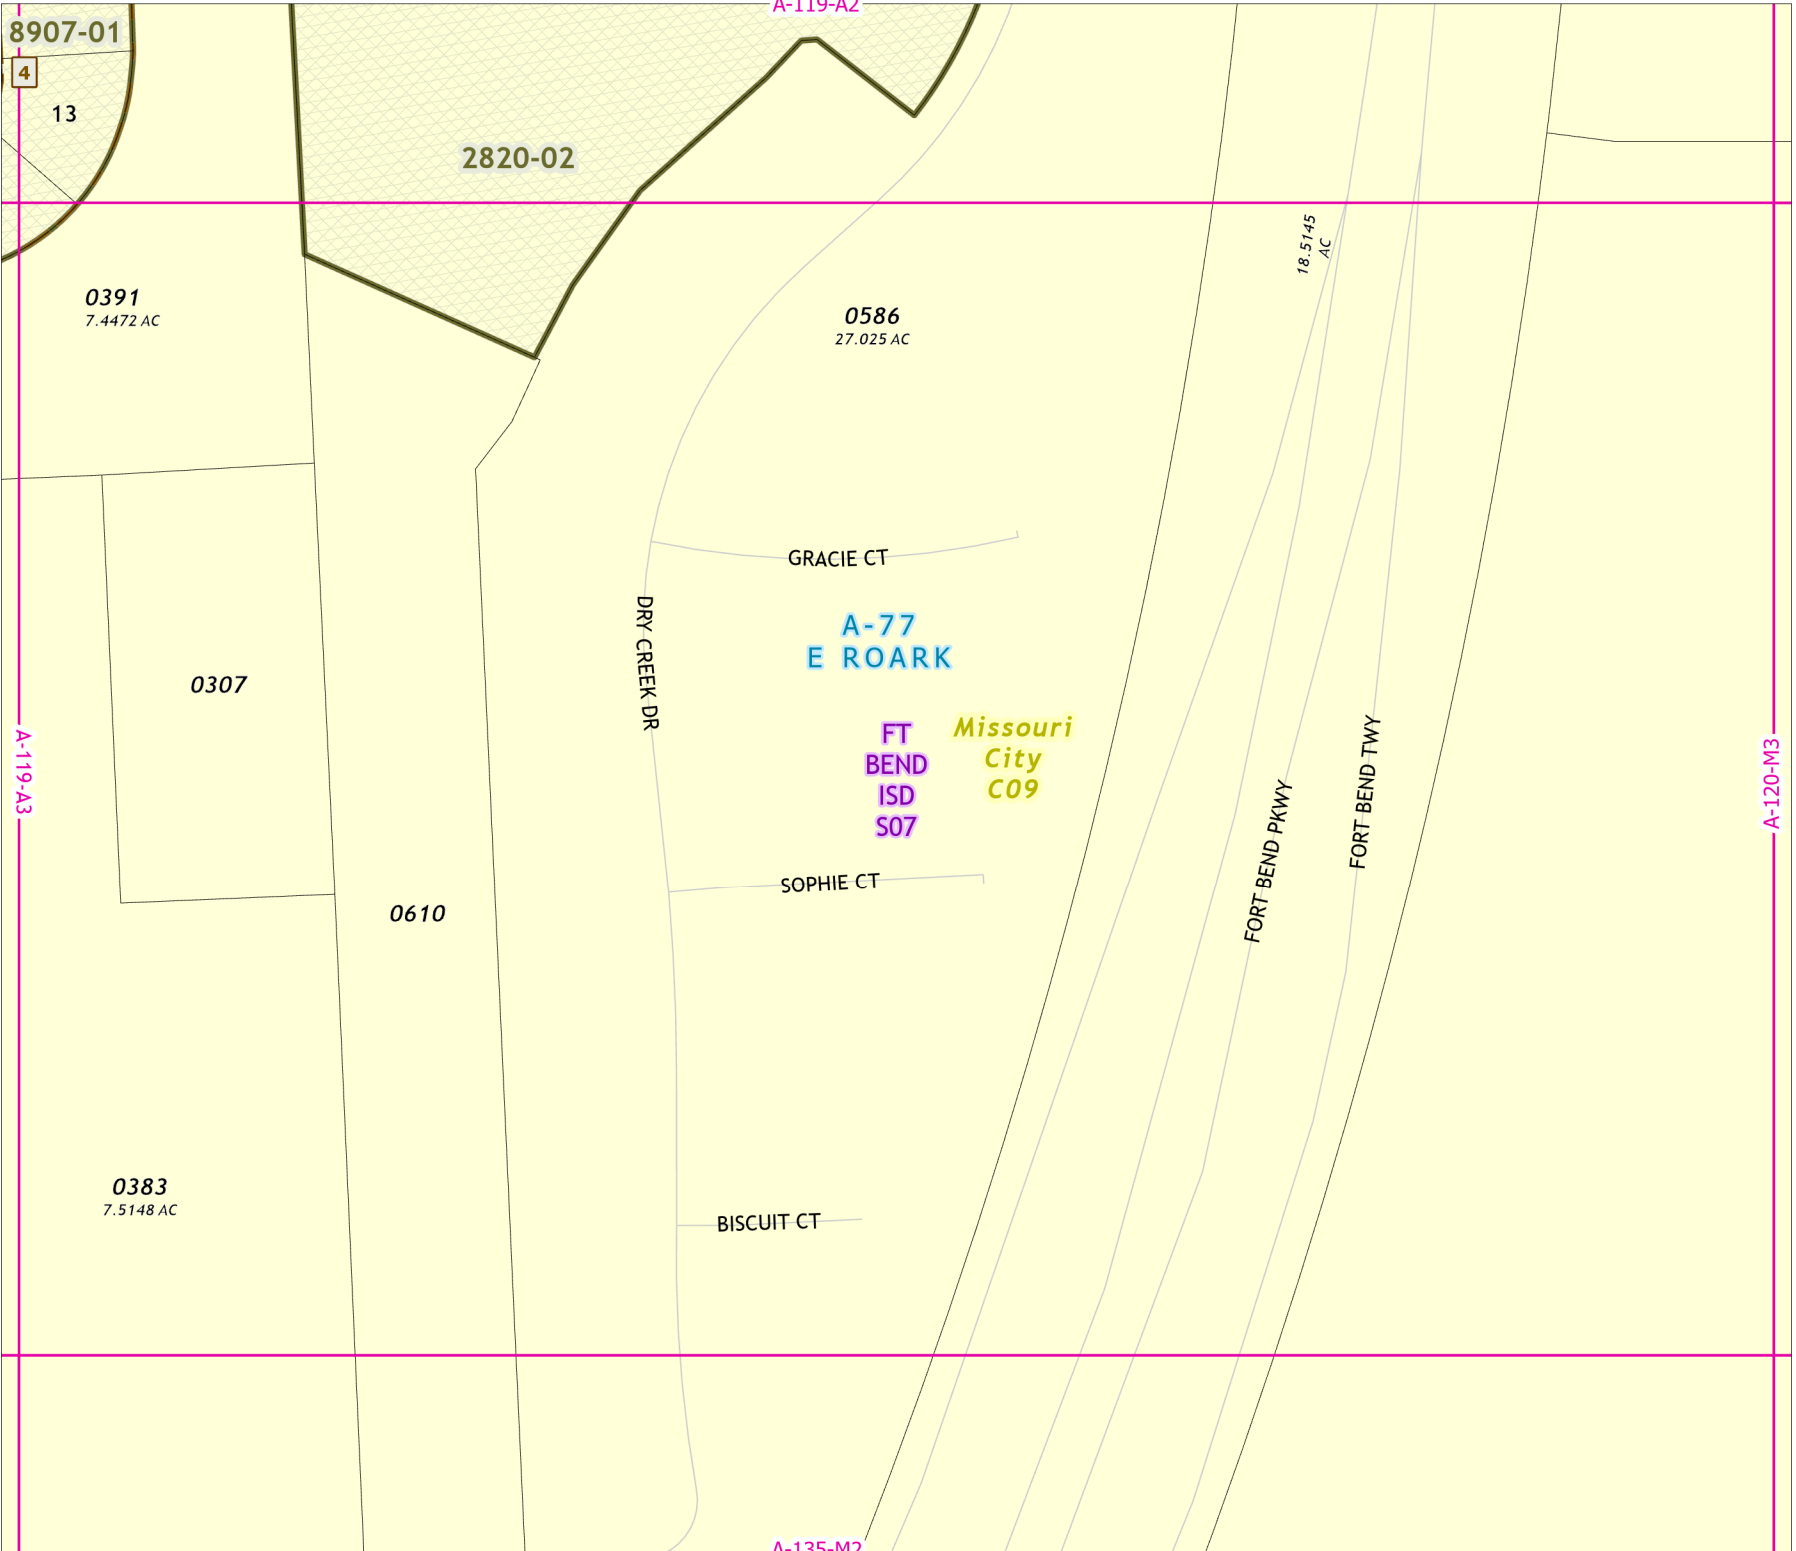 A-119-A2
8907-01
4
13
2820-02
18.5145
AC
0391
7.4472 AC
0586
27.025 AC
GRACIE CT
DRY CREEK DR
A-77
E ROARK
0307
FT
BEND
ISD
S07
Missouri
City
C09
A-119-A3
FORT BEND PKWY
FORT BEND TWY
A-120-M3
SOPHIE CT
0610
0383
7.5148 AC
BISCUIT CT
A-135-M2